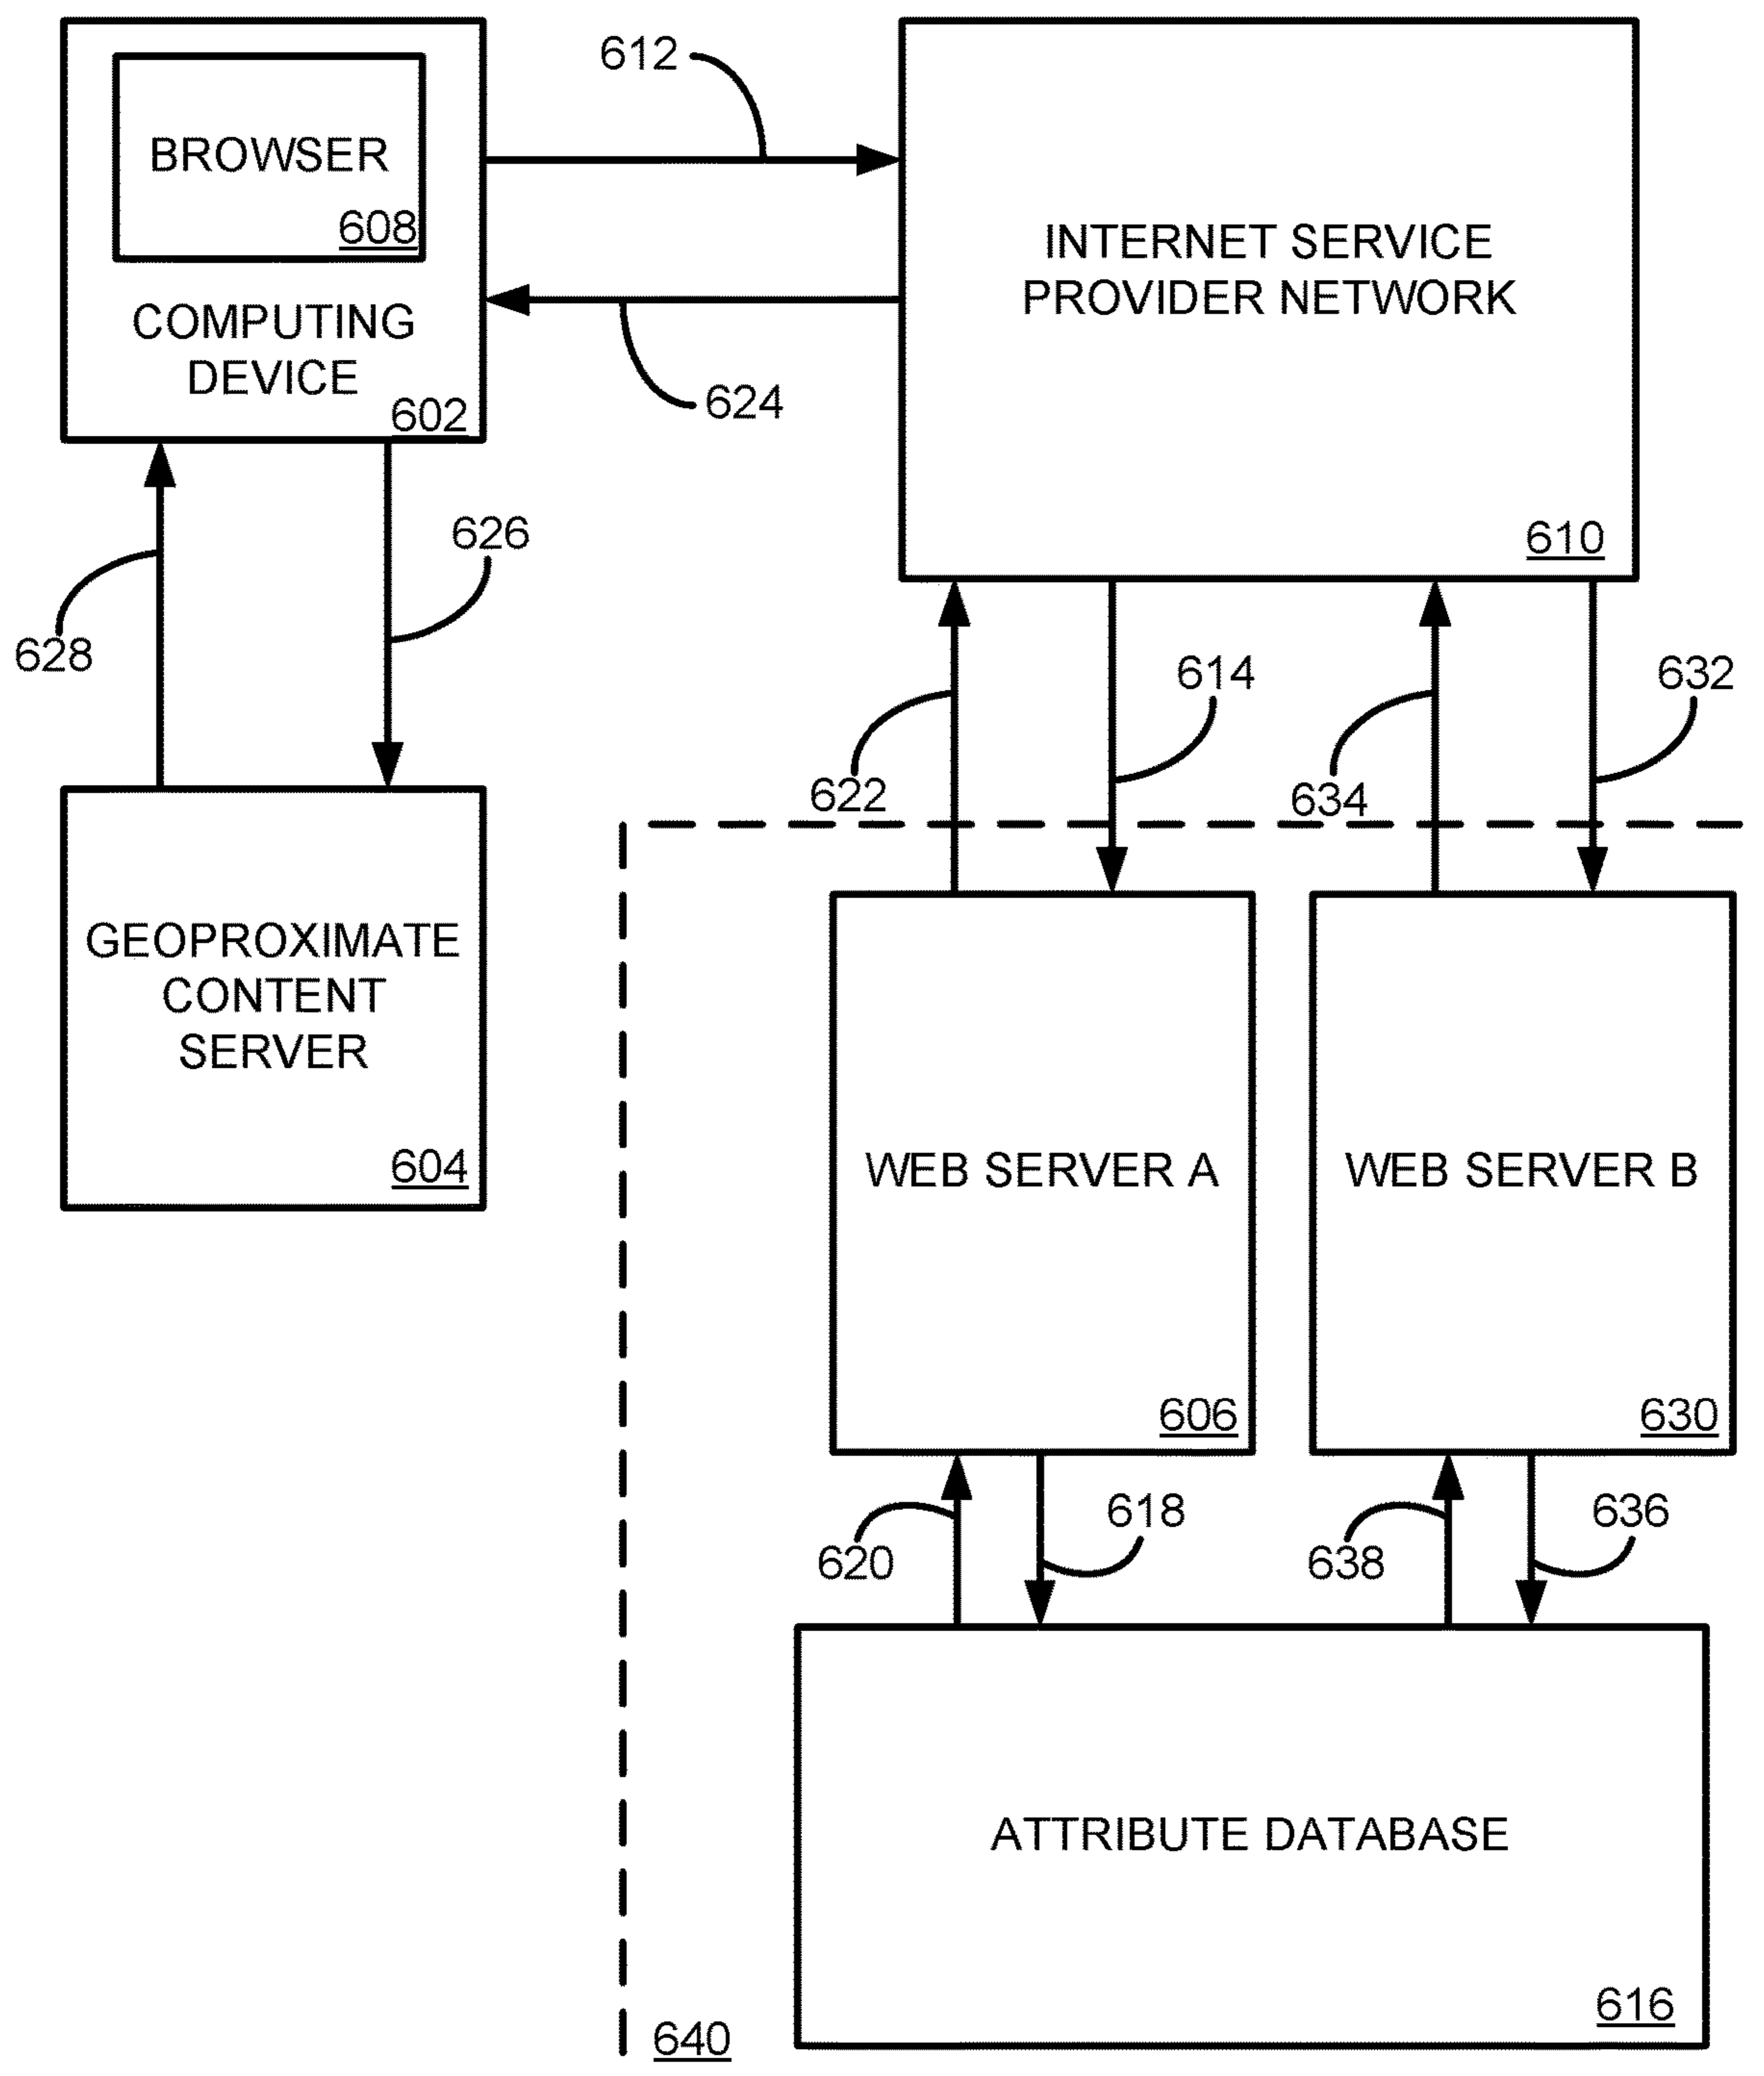 BROWSER
608
COMPUTING
DEVICE
602
612
624
INTERNET SERVICE
PROVIDER NETWORK
610
628
626
622
614
634
632
GEOPROXIMATE
CONTENT
SERVER
604
WEB SERVER A
606
WEB SERVER B
630
620
618
638
636
ATTRIBUTE DATABASE
616
640